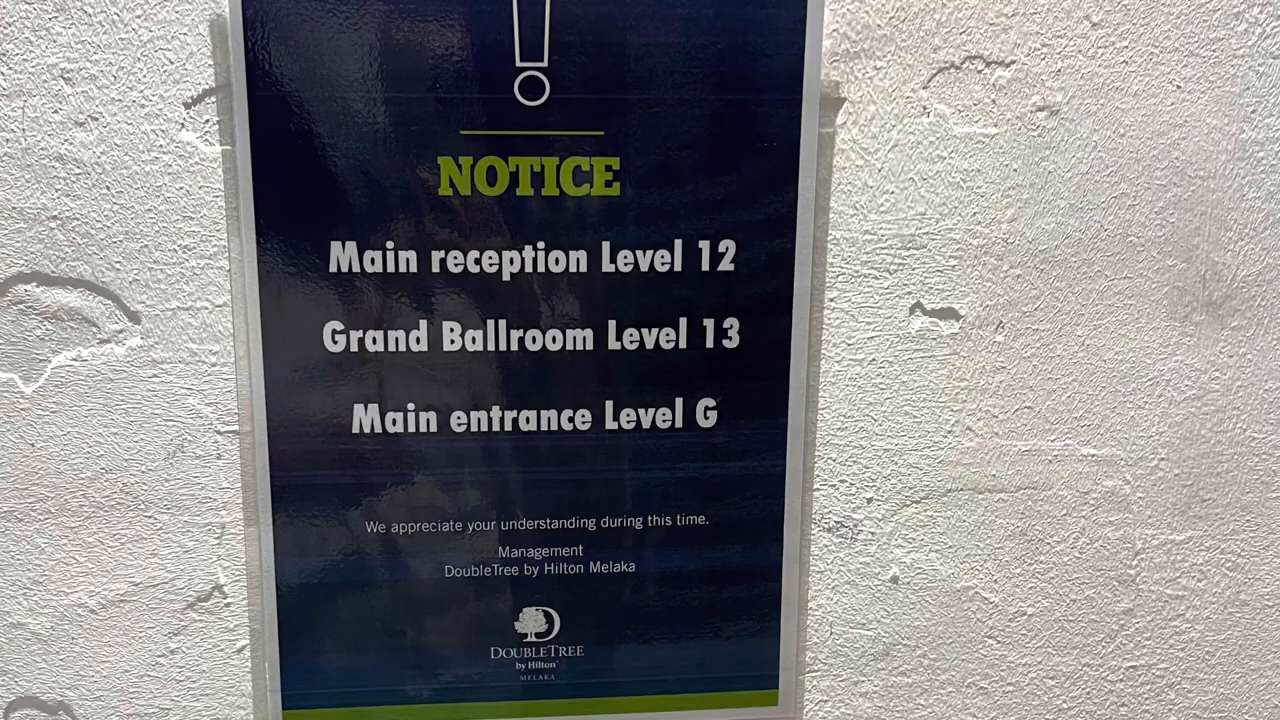 !
NOTICE
Main reception Level 12
Grand Ballroom Level 13
Main entrance Level G
We appreciate your understanding during this time.
Management
DoubleTree by Hilton Melaka
D
DOUBLETREE
by Hilton
MELAKA